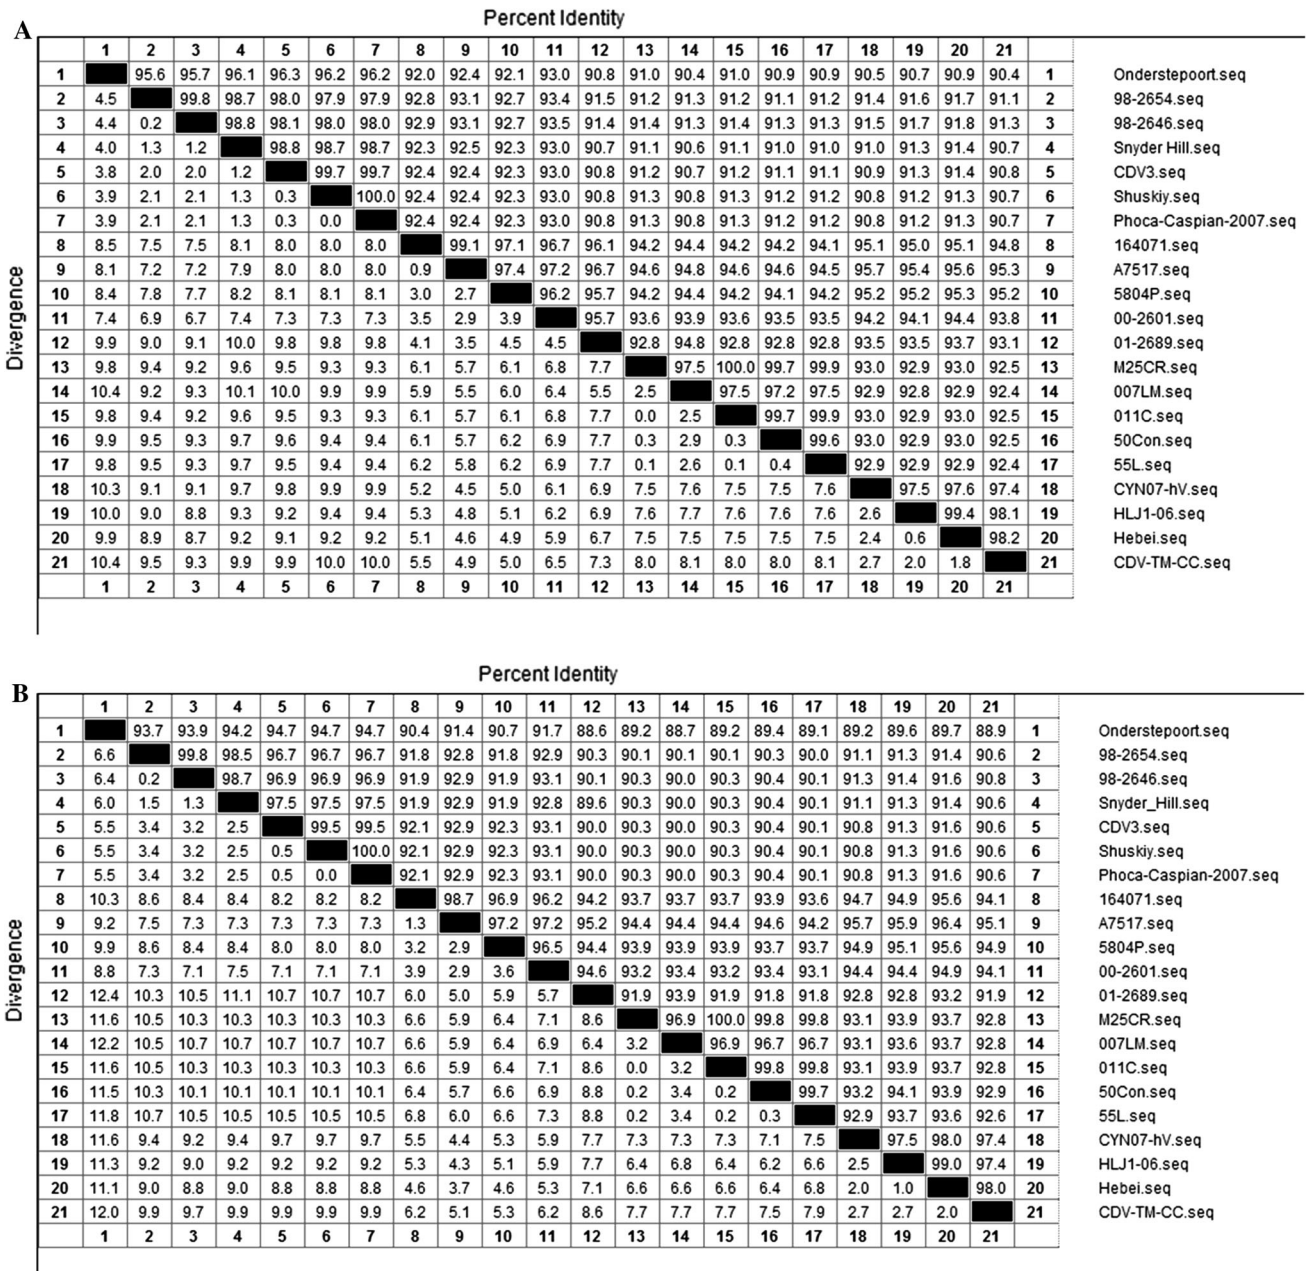 A
Percent Identity
1 2 3 4 5 6 7 8 9 10 11 12 13 14 15 16 17 18 19 20 21
1 95.6 95.7 96.1 96.3 96.2 96.2 92.0 92.4 92.1 93.0 90.8 91.0 90.4 91.0 90.9 90.9 90.5 90.7 90.9 90.4 1 Onderstepoort.seq
2 4.5 99.8 98.7 98.0 97.9 97.9 92.8 93.1 92.7 93.4 91.5 91.2 91.3 91.2 91.1 91.2 91.4 91.6 91.7 91.1 2 98-2654.seq
3 4.4 0.2 98.8 98.1 98.0 98.0 92.9 93.1 92.7 93.5 91.4 91.4 91.3 91.4 91.3 91.3 91.5 91.7 91.8 91.3 3 98-2646.seq
4 4.0 1.3 1.2 98.8 98.7 98.7 92.3 92.5 92.3 93.0 90.7 91.1 90.6 91.1 91.0 91.0 91.0 91.3 91.4 90.7 4 Snyder Hill.seq
5 3.8 2.0 2.0 1.2 99.7 99.7 92.4 92.4 92.3 93.0 90.8 91.2 90.7 91.2 91.1 91.1 90.9 91.3 91.4 90.8 5 CDV3.seq
6 3.9 2.1 2.1 1.3 0.3 100.0 92.4 92.4 92.3 93.0 90.8 91.3 90.8 91.3 91.2 91.2 90.8 91.2 91.3 90.7 6 Shuskiy.seq
7 3.9 2.1 2.1 1.3 0.3 0.0 92.4 92.4 92.3 93.0 90.8 91.3 90.8 91.3 91.2 91.2 90.8 91.2 91.3 90.7 7 Phoca-Caspian-2007.seq
8 8.5 7.5 7.5 8.1 8.0 8.0 8.0 99.1 97.1 96.7 96.1 94.2 94.4 94.2 94.2 94.1 95.1 95.0 95.1 94.8 8 164071.seq
9 8.1 7.2 7.2 7.9 8.0 8.0 8.0 0.9 97.4 97.2 96.7 94.6 94.8 94.6 94.6 94.5 95.7 95.4 95.6 95.3 9 A7517.seq
10 8.4 7.8 7.7 8.2 8.1 8.1 8.1 3.0 2.7 96.2 95.7 94.2 94.4 94.2 94.1 94.2 95.2 95.2 95.3 95.2 10 5804P.seq
11 7.4 6.9 6.7 7.4 7.3 7.3 7.3 3.5 2.9 3.9 95.7 93.6 93.9 93.6 93.5 93.5 94.2 94.1 94.4 93.8 11 00-2601.seq
12 9.9 9.0 9.1 10.0 9.8 9.8 9.8 4.1 3.5 4.5 4.5 92.8 94.8 92.8 92.8 92.8 93.5 93.5 93.7 93.1 12 01-2689.seq
13 9.8 9.4 9.2 9.6 9.5 9.3 9.3 6.1 5.7 6.1 6.8 7.7 97.5 100.0 99.7 99.9 93.0 92.9 93.0 92.5 13 M25CR.seq
14 10.4 9.2 9.3 10.1 10.0 9.9 9.9 5.9 5.5 6.0 6.4 5.5 2.5 97.5 97.2 97.5 92.9 92.8 92.9 92.4 14 007LM.seq
15 9.8 9.4 9.2 9.6 9.5 9.3 9.3 6.1 5.7 6.1 6.8 7.7 0.0 2.5 99.7 99.9 93.0 92.9 93.0 92.5 15 011C.seq
16 9.9 9.5 9.3 9.7 9.6 9.4 9.4 6.1 5.7 6.2 6.9 7.7 0.3 2.9 0.3 99.6 93.0 92.9 93.0 92.5 16 50Con.seq
17 9.8 9.5 9.3 9.7 9.5 9.4 9.4 6.2 5.8 6.2 6.9 7.7 0.1 2.6 0.1 0.4 92.9 92.9 92.9 92.4 17 55L.seq
18 10.3 9.1 9.1 9.7 9.8 9.9 9.9 5.2 4.5 5.0 6.1 6.9 7.5 7.6 7.5 7.5 7.6 97.5 97.6 97.4 18 CYN07-hV.seq
19 10.0 9.0 8.8 9.3 9.2 9.4 9.4 5.3 4.8 5.1 6.2 6.9 7.6 7.7 7.6 7.6 7.6 2.6 99.4 98.1 19 HLJ1-06.seq
20 9.9 8.9 8.7 9.2 9.1 9.2 9.2 5.1 4.6 4.9 5.9 6.7 7.5 7.5 7.5 7.5 7.5 2.4 0.6 98.2 20 Hebei.seq
21 10.4 9.5 9.3 9.9 9.9 10.0 10.0 5.5 4.9 5.0 6.5 7.3 8.0 8.1 8.0 8.0 8.1 2.7 2.0 1.8 21 CDV-TM-CC.seq
1 2 3 4 5 6 7 8 9 10 11 12 13 14 15 16 17 18 19 20 21
Divergence
B
Percent Identity
1 2 3 4 5 6 7 8 9 10 11 12 13 14 15 16 17 18 19 20 21
1 93.7 93.9 94.2 94.7 94.7 94.7 90.4 91.4 90.7 91.7 88.6 89.2 88.7 89.2 89.4 89.1 89.2 89.6 89.7 88.9 1 Onderstepoort.seq
2 6.6 99.8 98.5 96.7 96.7 96.7 91.8 92.8 91.8 92.9 90.3 90.1 90.1 90.1 90.3 90.0 91.1 91.3 91.4 90.6 2 98-2654.seq
3 6.4 0.2 98.7 96.9 96.9 96.9 91.9 92.9 91.9 93.1 90.1 90.3 90.0 90.3 90.4 90.1 91.3 91.4 91.6 90.8 3 98-2646.seq
4 6.0 1.5 1.3 97.5 97.5 97.5 91.9 92.9 91.9 92.8 89.6 90.3 90.0 90.3 90.4 90.1 91.1 91.3 91.4 90.6 4 Snyder_Hill.seq
5 5.5 3.4 3.2 2.5 99.5 99.5 92.1 92.9 92.3 93.1 90.0 90.3 90.0 90.3 90.4 90.1 90.8 91.3 91.6 90.6 5 CDV3.seq
6 5.5 3.4 3.2 2.5 0.5 100.0 92.1 92.9 92.3 93.1 90.0 90.3 90.0 90.3 90.4 90.1 90.8 91.3 91.6 90.6 6 Shuskiy.seq
7 5.5 3.4 3.2 2.5 0.5 0.0 92.1 92.9 92.3 93.1 90.0 90.3 90.0 90.3 90.4 90.1 90.8 91.3 91.6 90.6 7 Phoca-Caspian-2007.seq
8 10.3 8.6 8.4 8.4 8.2 8.2 8.2 98.7 96.9 96.2 94.2 93.7 93.7 93.7 93.9 93.6 94.7 94.9 95.6 94.1 8 164071.seq
9 9.2 7.5 7.3 7.3 7.3 7.3 7.3 1.3 97.2 97.2 95.2 94.4 94.4 94.4 94.6 94.2 95.7 95.9 96.4 95.1 9 A7517.seq
10 9.9 8.6 8.4 8.4 8.0 8.0 8.0 3.2 2.9 96.5 94.4 93.9 93.9 93.9 93.7 93.7 94.9 95.1 95.6 94.9 10 5804P.seq
11 8.8 7.3 7.1 7.5 7.1 7.1 7.1 3.9 2.9 3.6 94.6 93.2 93.4 93.2 93.4 93.1 94.4 94.4 94.9 94.1 11 00-2601.seq
12 12.4 10.3 10.5 11.1 10.7 10.7 10.7 6.0 5.0 5.9 5.7 91.9 93.9 91.9 91.8 91.8 92.8 92.8 93.2 91.9 12 01-2689.seq
13 11.6 10.5 10.3 10.3 10.3 10.3 10.3 6.6 5.9 6.4 7.1 8.6 96.9 100.0 99.8 99.8 93.1 93.9 93.7 92.8 13 M25CR.seq
14 12.2 10.5 10.7 10.7 10.7 10.7 10.7 6.6 5.9 6.4 6.9 6.4 3.2 96.9 96.7 96.7 93.1 93.6 93.7 92.8 14 007LM.seq
15 11.6 10.5 10.3 10.3 10.3 10.3 10.3 6.6 5.9 6.4 7.1 8.6 0.0 3.2 99.8 99.8 93.1 93.9 93.7 92.8 15 011C.seq
16 11.5 10.3 10.1 10.1 10.1 10.1 10.1 6.4 5.7 6.6 6.9 8.8 0.2 3.4 0.2 99.7 93.2 94.1 93.9 92.9 16 50Con.seq
17 11.8 10.7 10.5 10.5 10.5 10.5 10.5 6.8 6.0 6.6 7.3 8.8 0.2 3.4 0.2 0.3 92.9 93.7 93.6 92.6 17 55L.seq
18 11.6 9.4 9.2 9.4 9.7 9.7 9.7 5.5 4.4 5.3 5.9 7.7 7.3 7.3 7.3 7.1 7.5 97.5 98.0 97.4 18 CYN07-hV.seq
19 11.3 9.2 9.0 9.2 9.2 9.2 9.2 5.3 4.3 5.1 5.9 7.7 6.4 6.8 6.4 6.2 6.6 2.5 99.0 97.4 19 HLJ1-06.seq
20 11.1 9.0 8.8 9.0 8.8 8.8 8.8 4.6 3.7 4.6 5.3 7.1 6.6 6.6 6.6 6.4 6.8 2.0 1.0 98.0 20 Hebei.seq
21 12.0 9.9 9.7 9.9 9.9 9.9 9.9 6.2 5.1 5.3 6.2 8.6 7.7 7.7 7.7 7.5 7.9 2.7 2.7 2.0 21 CDV-TM-CC.seq
1 2 3 4 5 6 7 8 9 10 11 12 13 14 15 16 17 18 19 20 21
Divergence